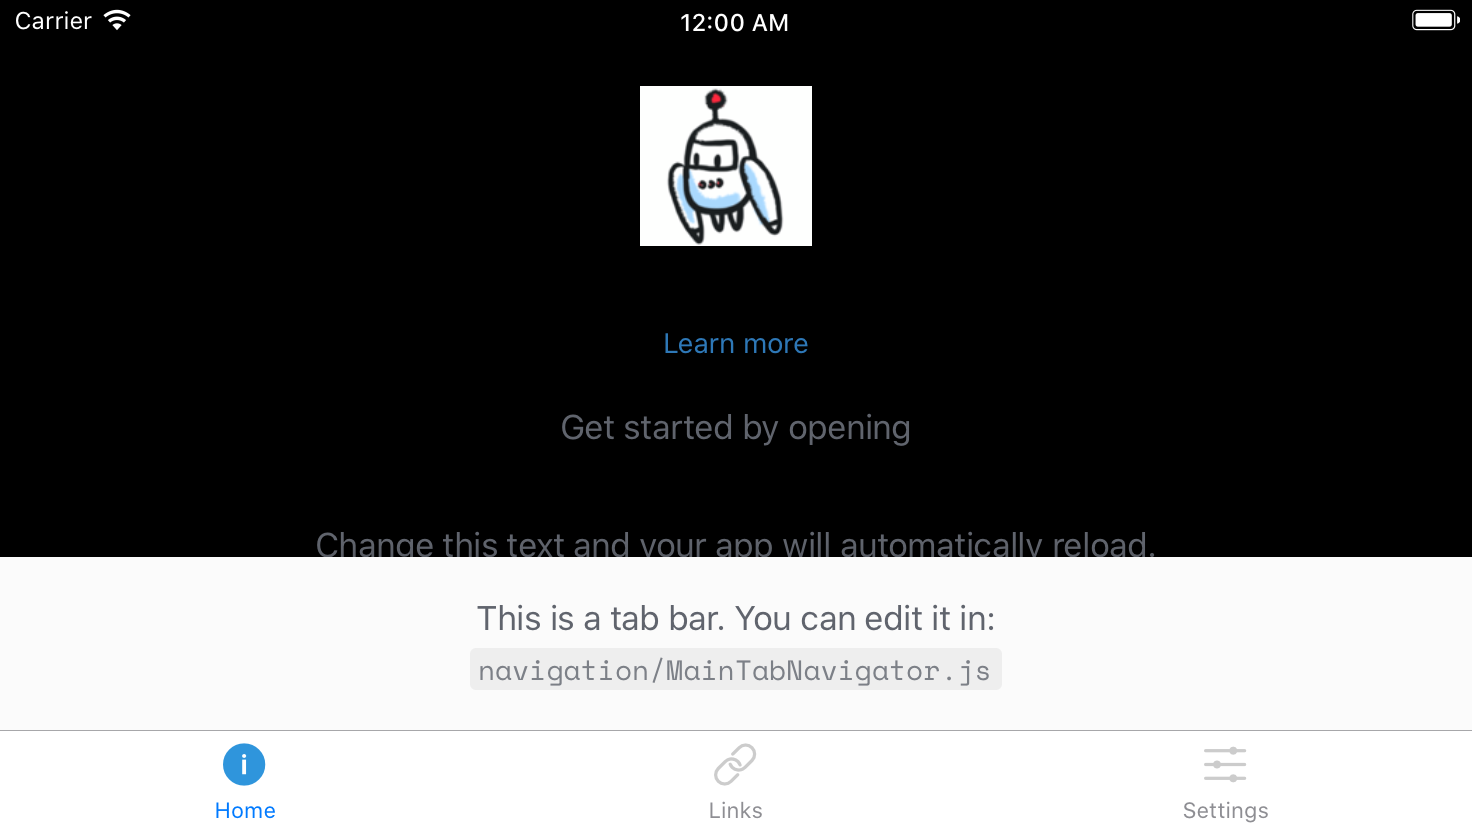 Carrier
12:00 AM
Learn more
Get started by opening
Change this text and your app will automatically reload.
This is a tab bar. You can edit it in:
navigation/MainTabNavigator.js
Home
Links
Settings